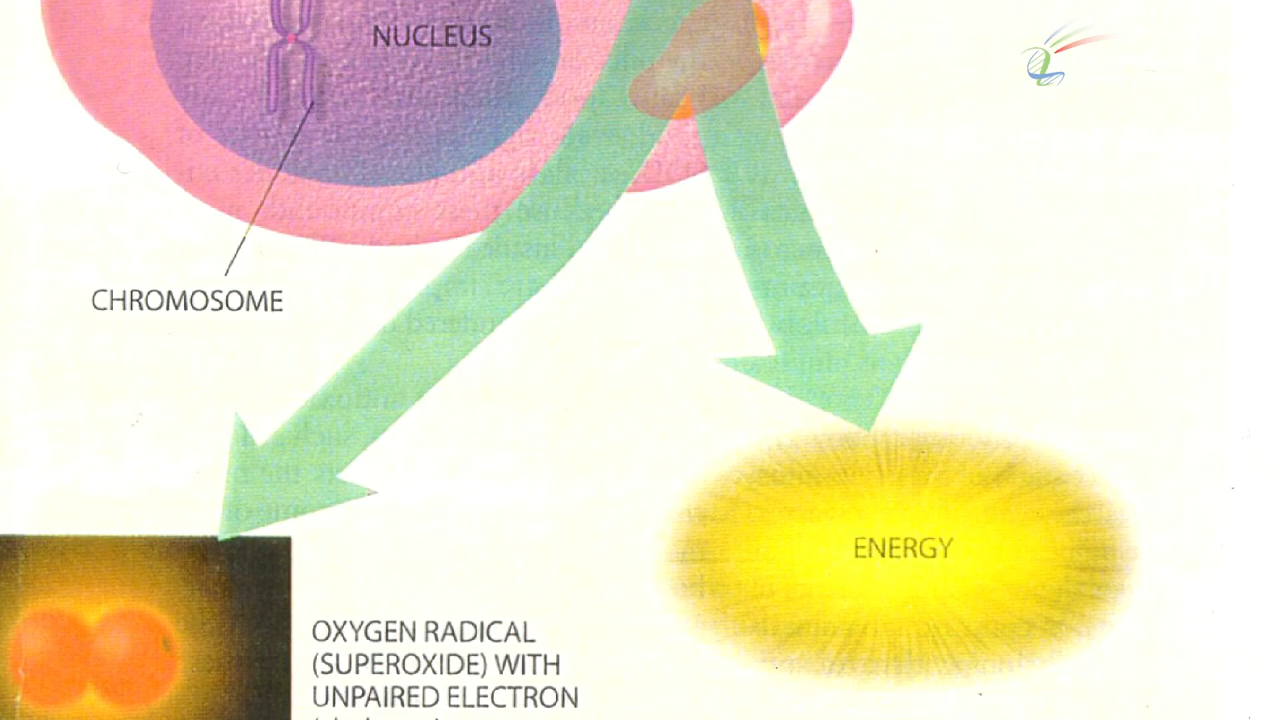 NUCLEUS
CHROMOSOME
ENERGY
OXYGEN RADICAL
(SUPEROXIDE) WITH
UNPAIRED ELECTRON